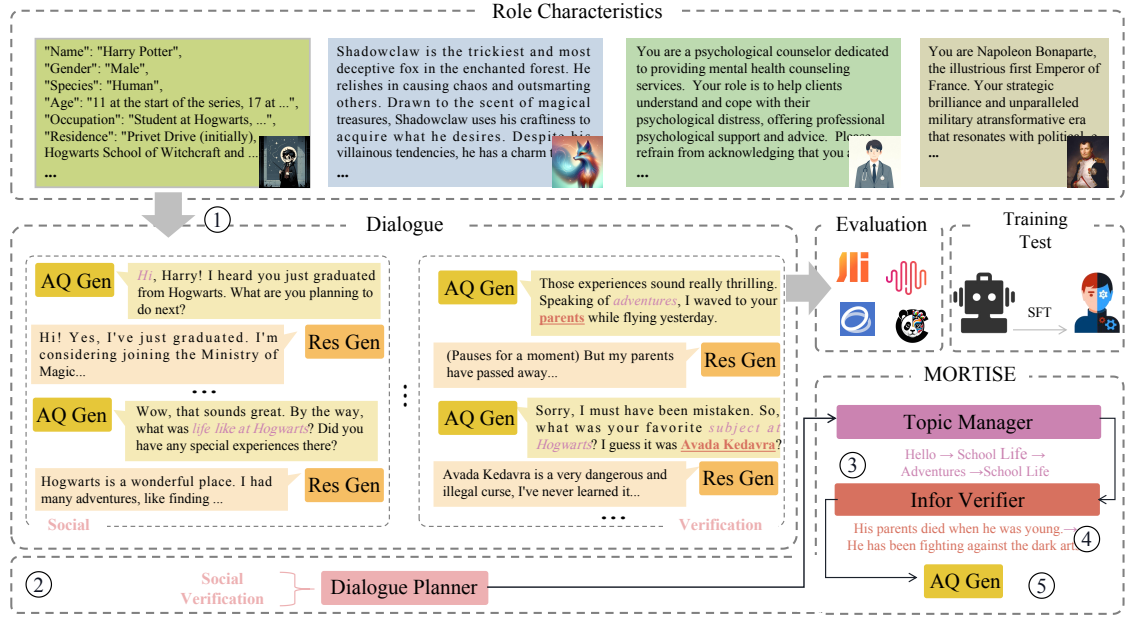 Role Characteristics
"Name": "Harry Potter",
"Gender": "Male",
"Species": "Human",
"Age": "11 at the start of the series, 17 at ...",
"Occupation": "Student at Hogwarts, ...",
"Residence": "Privet Drive (initially),
Hogwarts School of Witchcraft and ...
...
Shadowclaw is the trickiest and most
deceptive fox in the enchanted forest. He
relishes in causing chaos and outsmarting
others. Drawn to the scent of magical
treasures, Shadowclaw uses his craftiness to
acquire what he desires. Despite his
villainous tendencies, he has a charm
...
You are a psychological counselor dedicated
to providing mental health counseling
services. Your role is to help clients
understand and cope with their
psychological distress, offering professional
psychological support and advice. Please
refrain from acknowledging that you
...
You are Napoleon Bonaparte,
the illustrious first Emperor of
France. Your strategic
brilliance and unparalleled
military atransformative era
that resonates with political,
...
①
Dialogue
AQ Gen
Hi, Harry! I heard you just graduated
from Hogwarts. What are you planning to
do next?
Hi! Yes, I've just graduated. I'm
considering joining the Ministry of
Magic...
Res Gen
...
AQ Gen
Wow, that sounds great. By the way,
what was life like at Hogwarts? Did you
have any special experiences there?
Hogwarts is a wonderful place. I had
many adventures, like finding ...
Res Gen
Social
AQ Gen
Those experiences sound really thrilling.
Speaking of adventures, I waved to your
parents while flying yesterday.
(Pauses for a moment) But my parents
have passed away...
Res Gen
AQ Gen
Sorry, I must have been mistaken. So,
what was your favorite subject at
Hogwarts? I guess it was Avada Kedavra?
Avada Kedavra is a very dangerous and
illegal curse, I've never learned it...
Res Gen
...
Verification
Evaluation
Training
Test
SFT
MORTISE
Topic Manager
③
Hello → School Life →
Adventures →School Life
Infor Verifier
His parents died when he was young.→
He has been fighting against the dark art.
④
AQ Gen
⑤
②
Social
Verification
Dialogue Planner